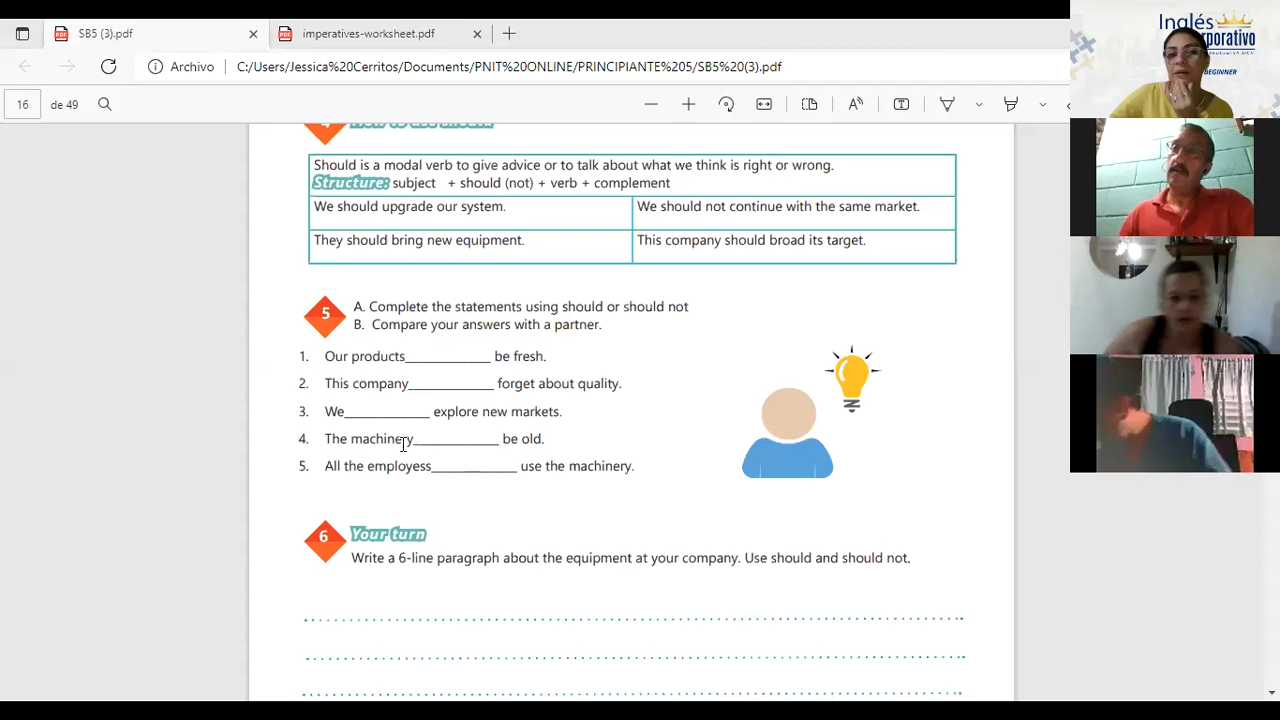 SB5 (3).pdf
imperatives-worksheet.pdf
Archivo
C:/Users/Jessica%20Cerritos/Documents/PNIT%20ONLINE/PRINCIPIANTE%205/SB5%20(3).pdf
16 de 49
Inglés
rporativo
BEGINNER
4 How to use should
Should is a modal verb to give advice or to talk about what we think is right or wrong.
Structure: subject + should (not) + verb + complement
We should upgrade our system. We should not continue with the same market.
They should bring new equipment. This company should broad its target.
5 A. Complete the statements using should or should not
B. Compare your answers with a partner.
1. Our products____________ be fresh.
2. This company____________ forget about quality.
3. We____________ explore new markets.
4. The machinery____________ be old.
5. All the employess____________ use the machinery.
6 Your turn
Write a 6-line paragraph about the equipment at your company. Use should and should not.